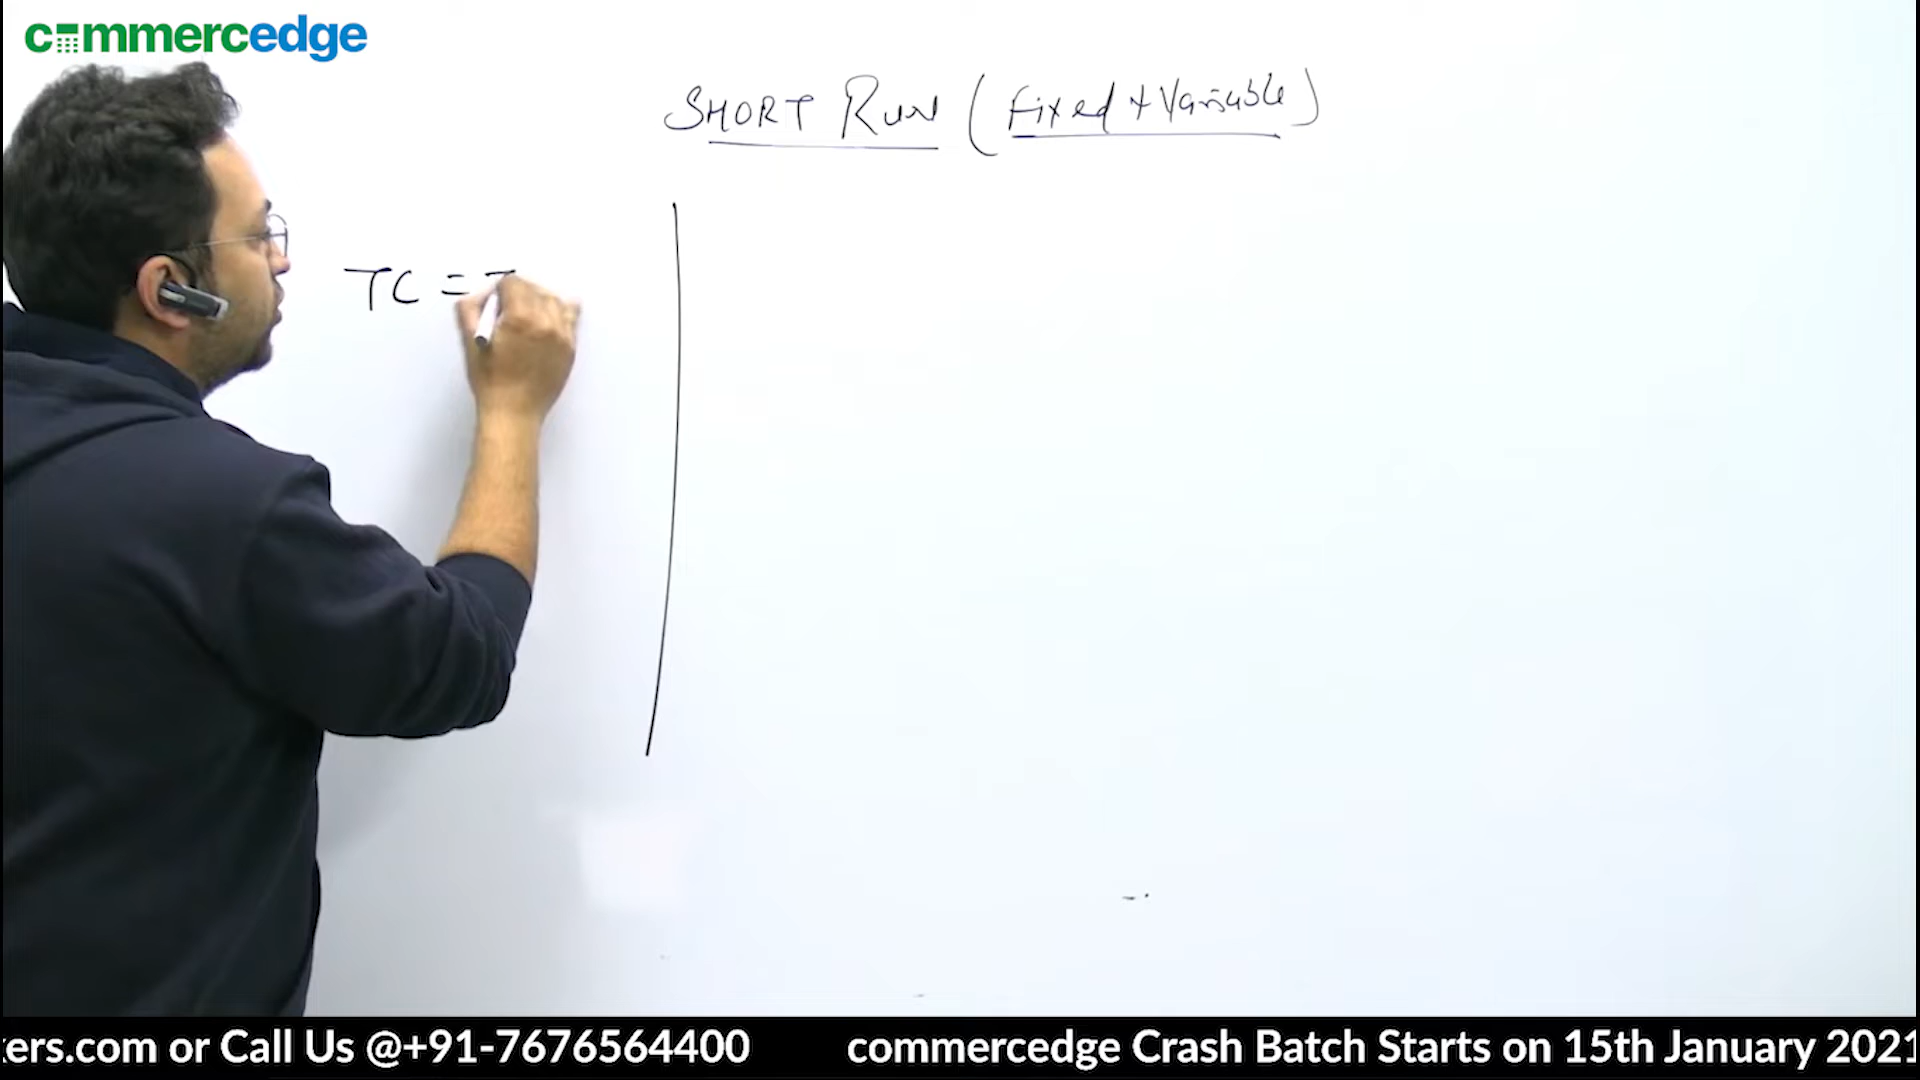 commercedge
SHORT RUN (Fixed + Variable)
TC = T
kers.com or Call Us @+91-7676564400 commercedge Crash Batch Starts on 15th January 2021